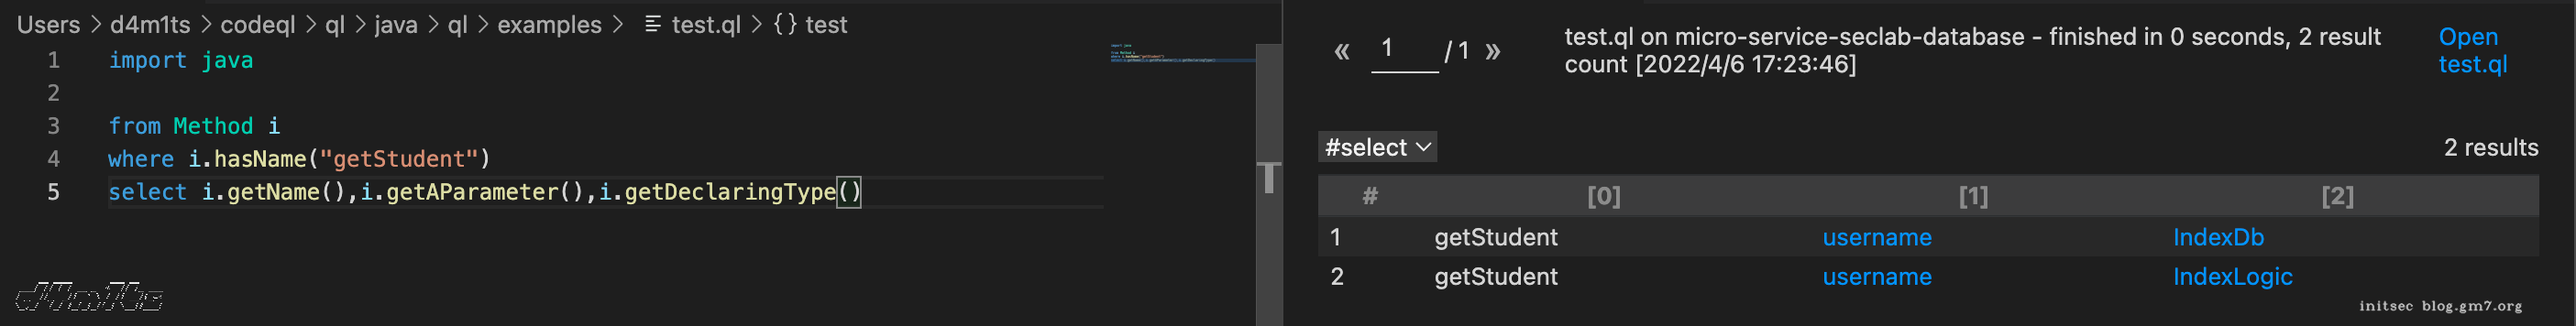 Users > d4m1ts > codeql > ql > java > ql > examples > test.ql > {} test
1 import java
2
3 from Method i
4 where i.hasName("getStudent")
5 select i.getName(),i.getAParameter(),i.getDeclaringType()
d4m1ts
« 1 / 1 »
test.ql on micro-service-seclab-database - finished in 0 seconds, 2 result
count [2022/4/6 17:23:46]
Open
test.ql
#select
2 results
# [0] [1] [2]
1 getStudent username IndexDb
2 getStudent username IndexLogic
initsec blog.gm7.org